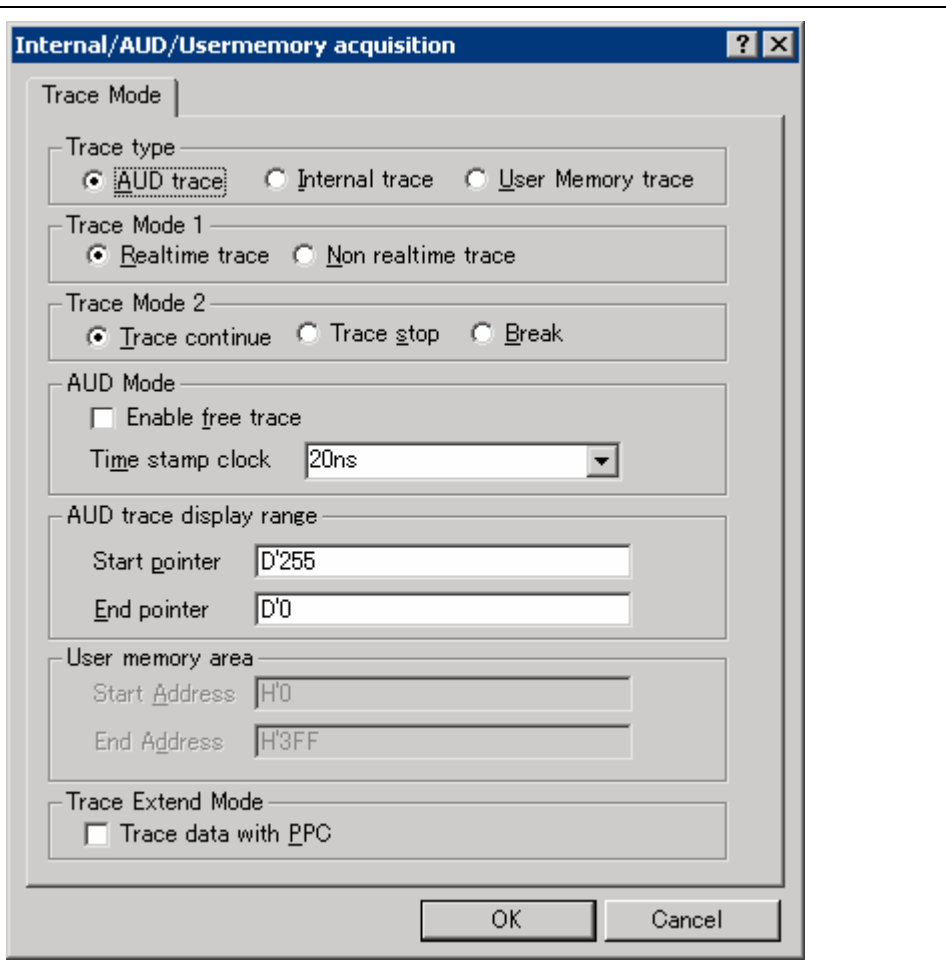 Internal/AUD/Usermemory acquisition
Trace Mode
Trace type
AUD trace Internal trace User Memory trace
Trace Mode 1
Realtime trace Non realtime trace
Trace Mode 2
Trace continue Trace stop Break
AUD Mode
Enable free trace
Time stamp clock 20ns
AUD trace display range
Start pointer D'255
End pointer D'0
User memory area
Start Address H'0
End Address H'3FF
Trace Extend Mode
Trace data with PPC
OK Cancel